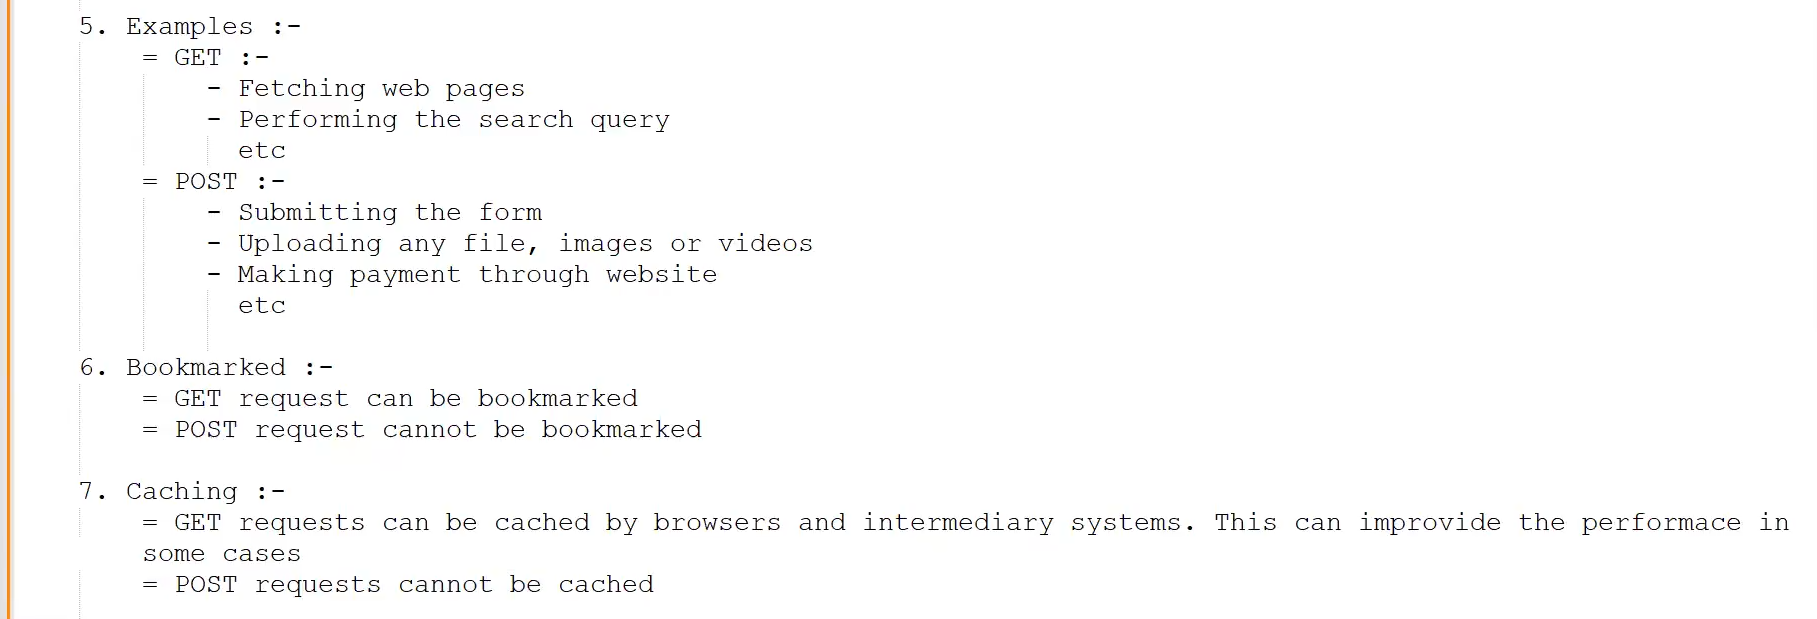 5. Examples :-
= GET :-
- Fetching web pages
- Performing the search query
etc
= POST :-
- Submitting the form
- Uploading any file, images or videos
- Making payment through website
etc
6. Bookmarked :-
= GET request can be bookmarked
= POST request cannot be bookmarked
7. Caching :-
= GET requests can be cached by browsers and intermediary systems. This can improvide the performace in
some cases
= POST requests cannot be cached